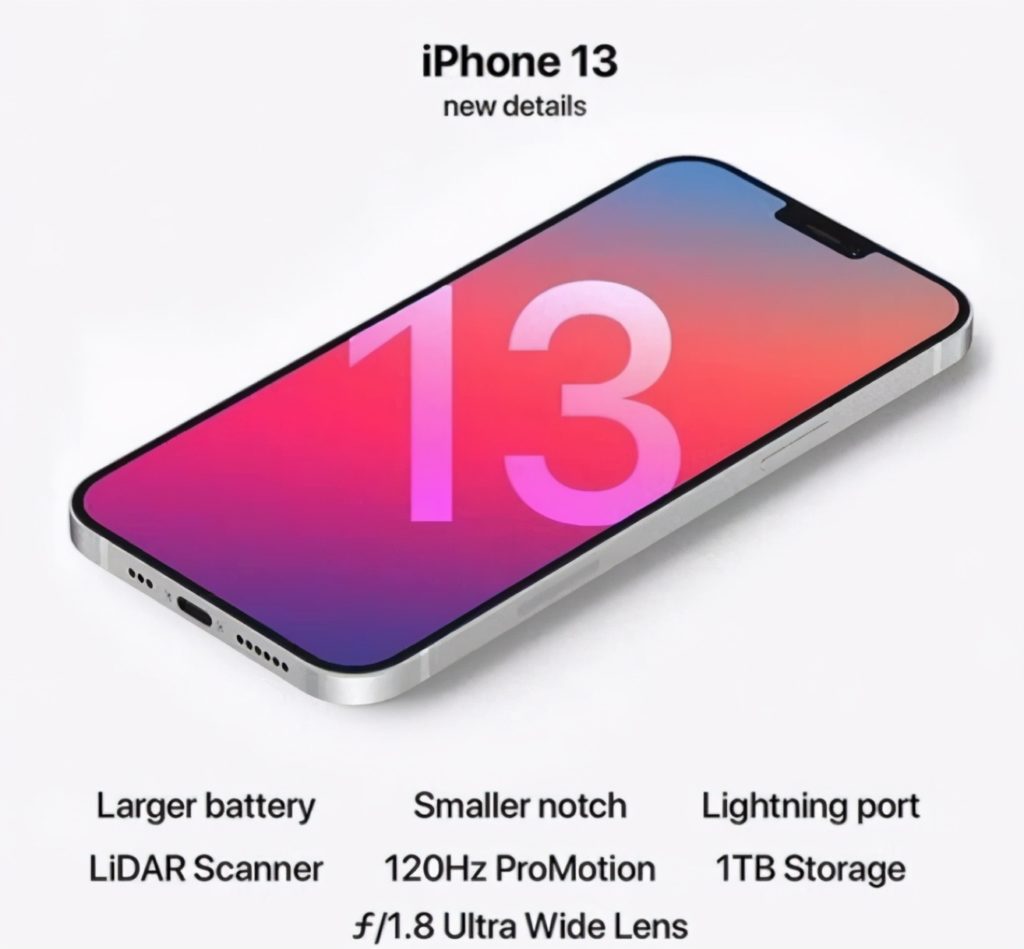 iPhone 13
new details
13
Larger battery Smaller notch Lightning port
LiDAR Scanner 120Hz ProMotion 1TB Storage
ƒ/1.8 Ultra Wide Lens